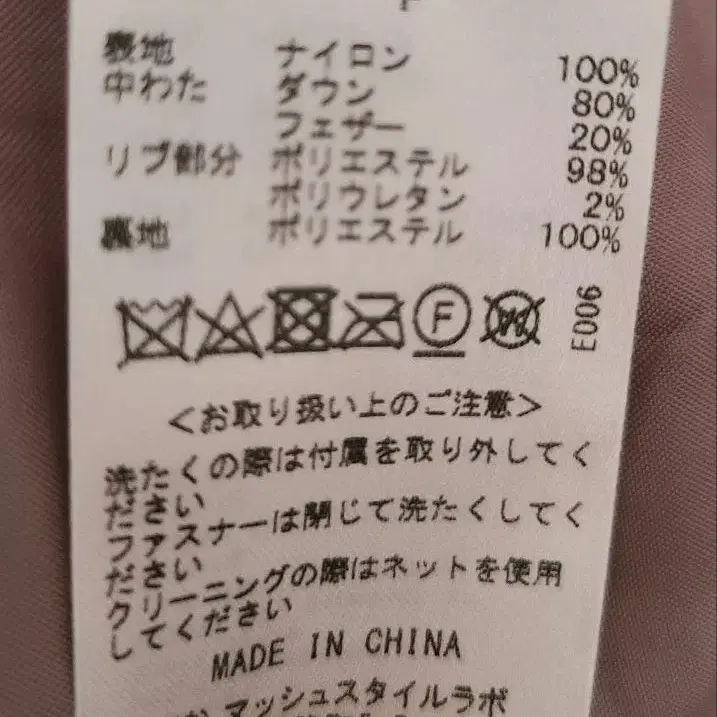 表地 ナイロン 100%
中わた ダウン 80%
フェザー 20%
リブ部分 ポリエステル 98%
ポリウレタン 2%
裏地 ポリエステル 100%
F W E006
<お取り扱い上のご注意>
洗たくの際は付属を取り外してく
ださい
ファスナーは閉じて洗たくしてく
ださい
クリーニングの際はネットを使用
してください
MADE IN CHINA
マッシュスタイルラボ